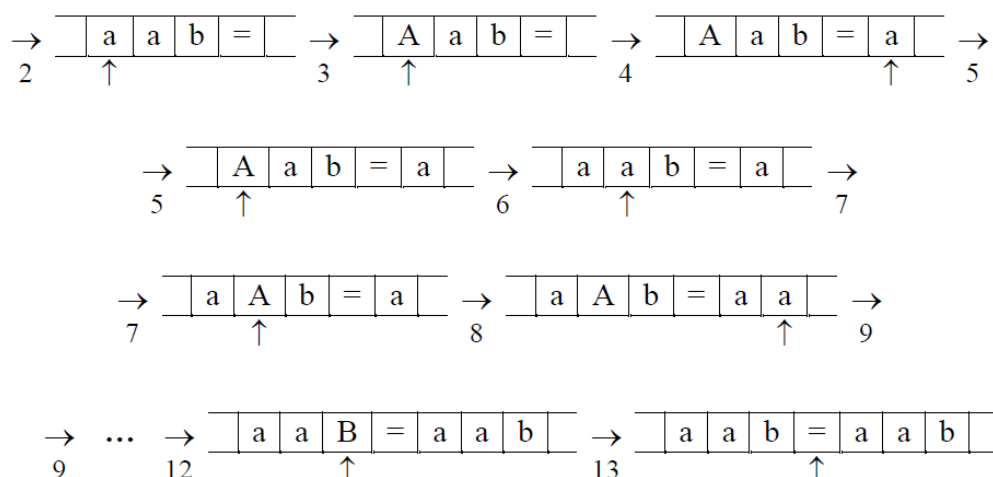 → a a b = → A a b = → A a b = a →
2 ↑ 3 ↑ 4 ↑ 5
→ A a b = a → a a b = a →
5 ↑ 6 ↑ 7
→ a A b = a → a A b = a a →
7 ↑ 8 ↑ 9
→ ... → a a B = a a b → a a b = a a b
9 12 ↑ 13 ↑